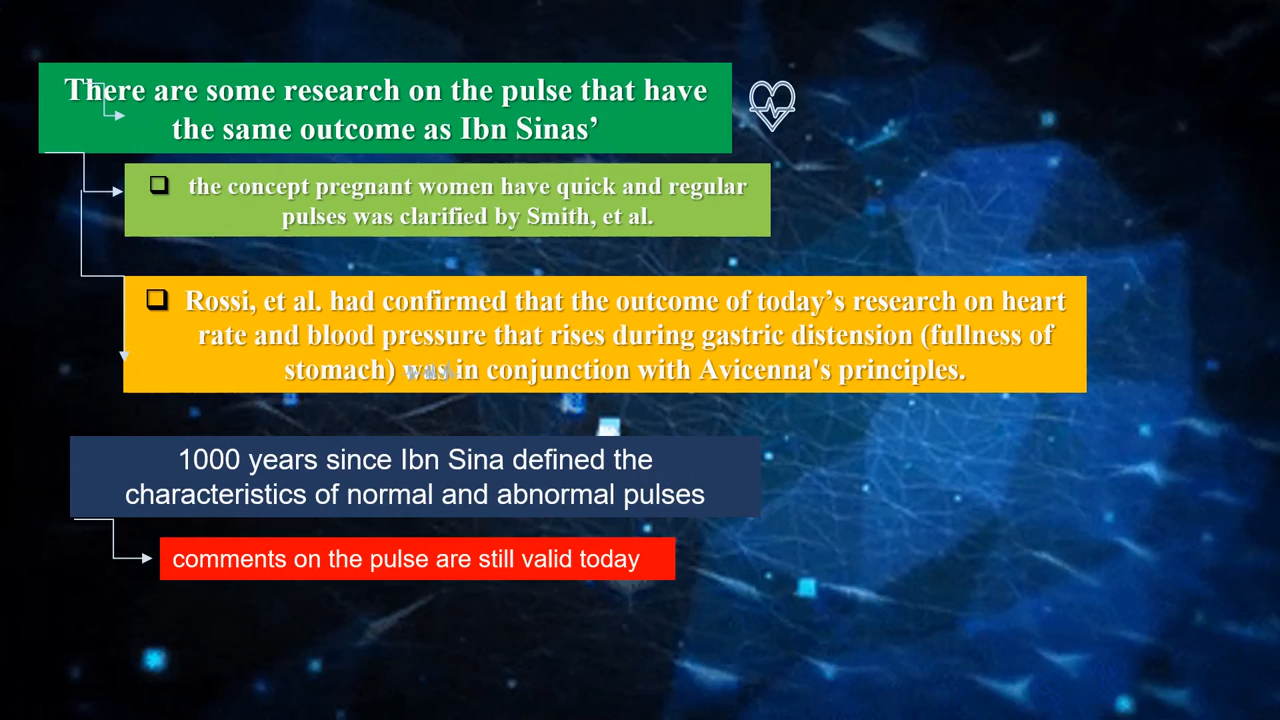 There are some research on the pulse that have
the same outcome as Ibn Sinas’
the concept pregnant women have quick and regular
pulses was clarified by Smith, et al.
Rossi, et al. had confirmed that the outcome of today’s research on heart
rate and blood pressure that rises during gastric distension (fullness of
stomach) was in conjunction with Avicenna's principles.
1000 years since Ibn Sina defined the
characteristics of normal and abnormal pulses
comments on the pulse are still valid today